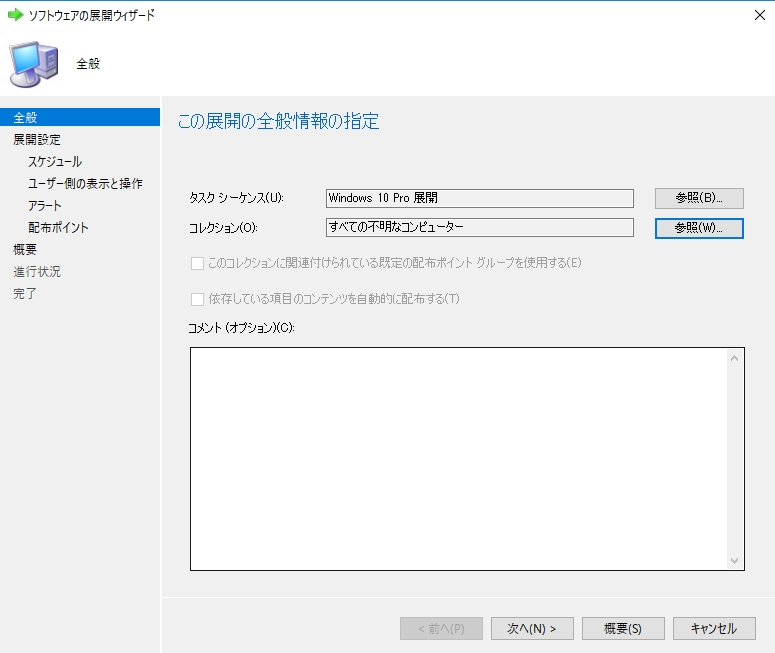 ソフトウェアの展開ウィザード
全般
全般
展開設定
スケジュール
ユーザー側の表示と操作
アラート
配布ポイント
概要
進行状況
完了
この展開の全般情報の指定
タスク シーケンス(U):
Windows 10 Pro 展開
参照(B)...
コレクション(O):
すべての不明なコンピューター
参照(W)...
このコレクションに関連付けられている既定の配布ポイント グループを使用する(E)
依存している項目のコンテンツを自動的に配布する(T)
コメント (オプション)(C):
< 前へ(P)
次へ(N) >
概要(S)
キャンセル